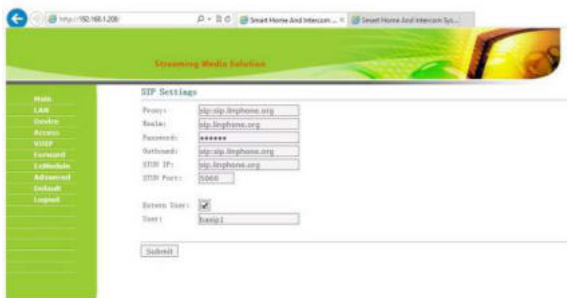 http://192.168.1.208/
Smart Home And Intercom ...
Smart Home And Intercom Sys...
Streaming Media Solution
SIP Settings
Main
LAN
Device
Access
VOIP
Forward
ExModule
Advanced
Default
Logout
Proxy: sip:sip.linphone.org
Realm: sip.linphone.org
Password: ••••••
Outbound: sip:sip.linphone.org
STUN IP: sip.linphone.org
STUN Port: 5060
Extern User:
User: basip1
Submit